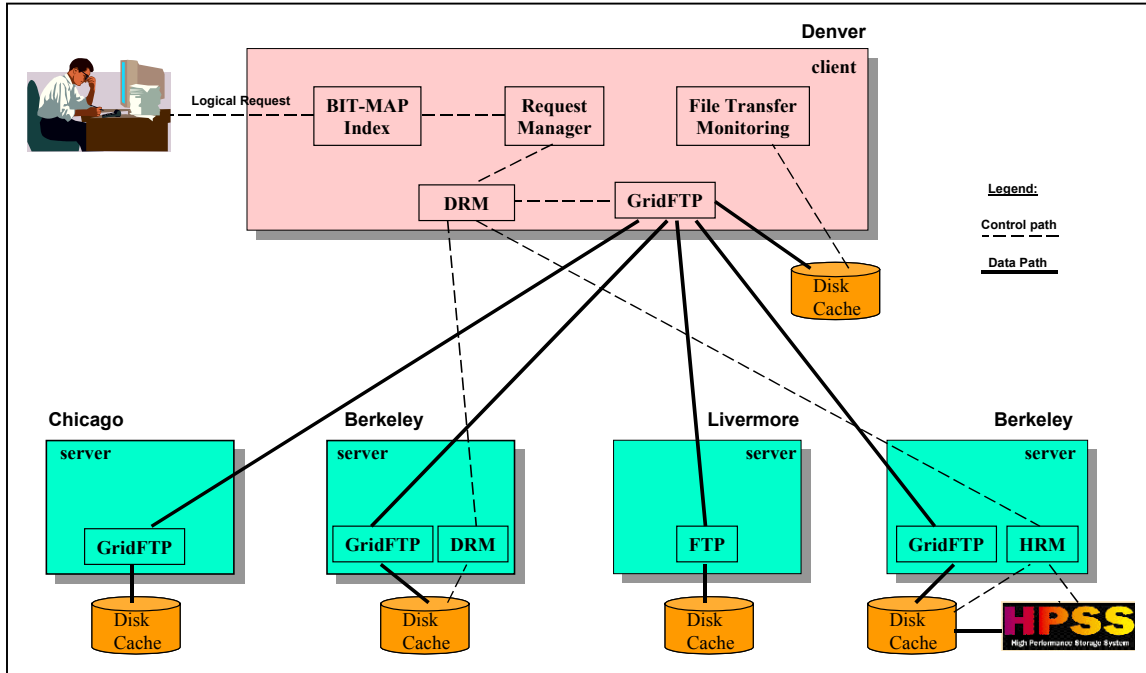 Denver
client
Logical Request
BIT-MAP
Index
Request
Manager
File Transfer
Monitoring
DRM
GridFTP
Legend:
Control path
Data Path
Disk
Cache
Chicago
server
GridFTP
Disk
Cache
Berkeley
server
GridFTP
DRM
Disk
Cache
Livermore
server
FTP
Disk
Cache
Berkeley
server
GridFTP
HRM
Disk
Cache
HPSS
High Performance Storage System